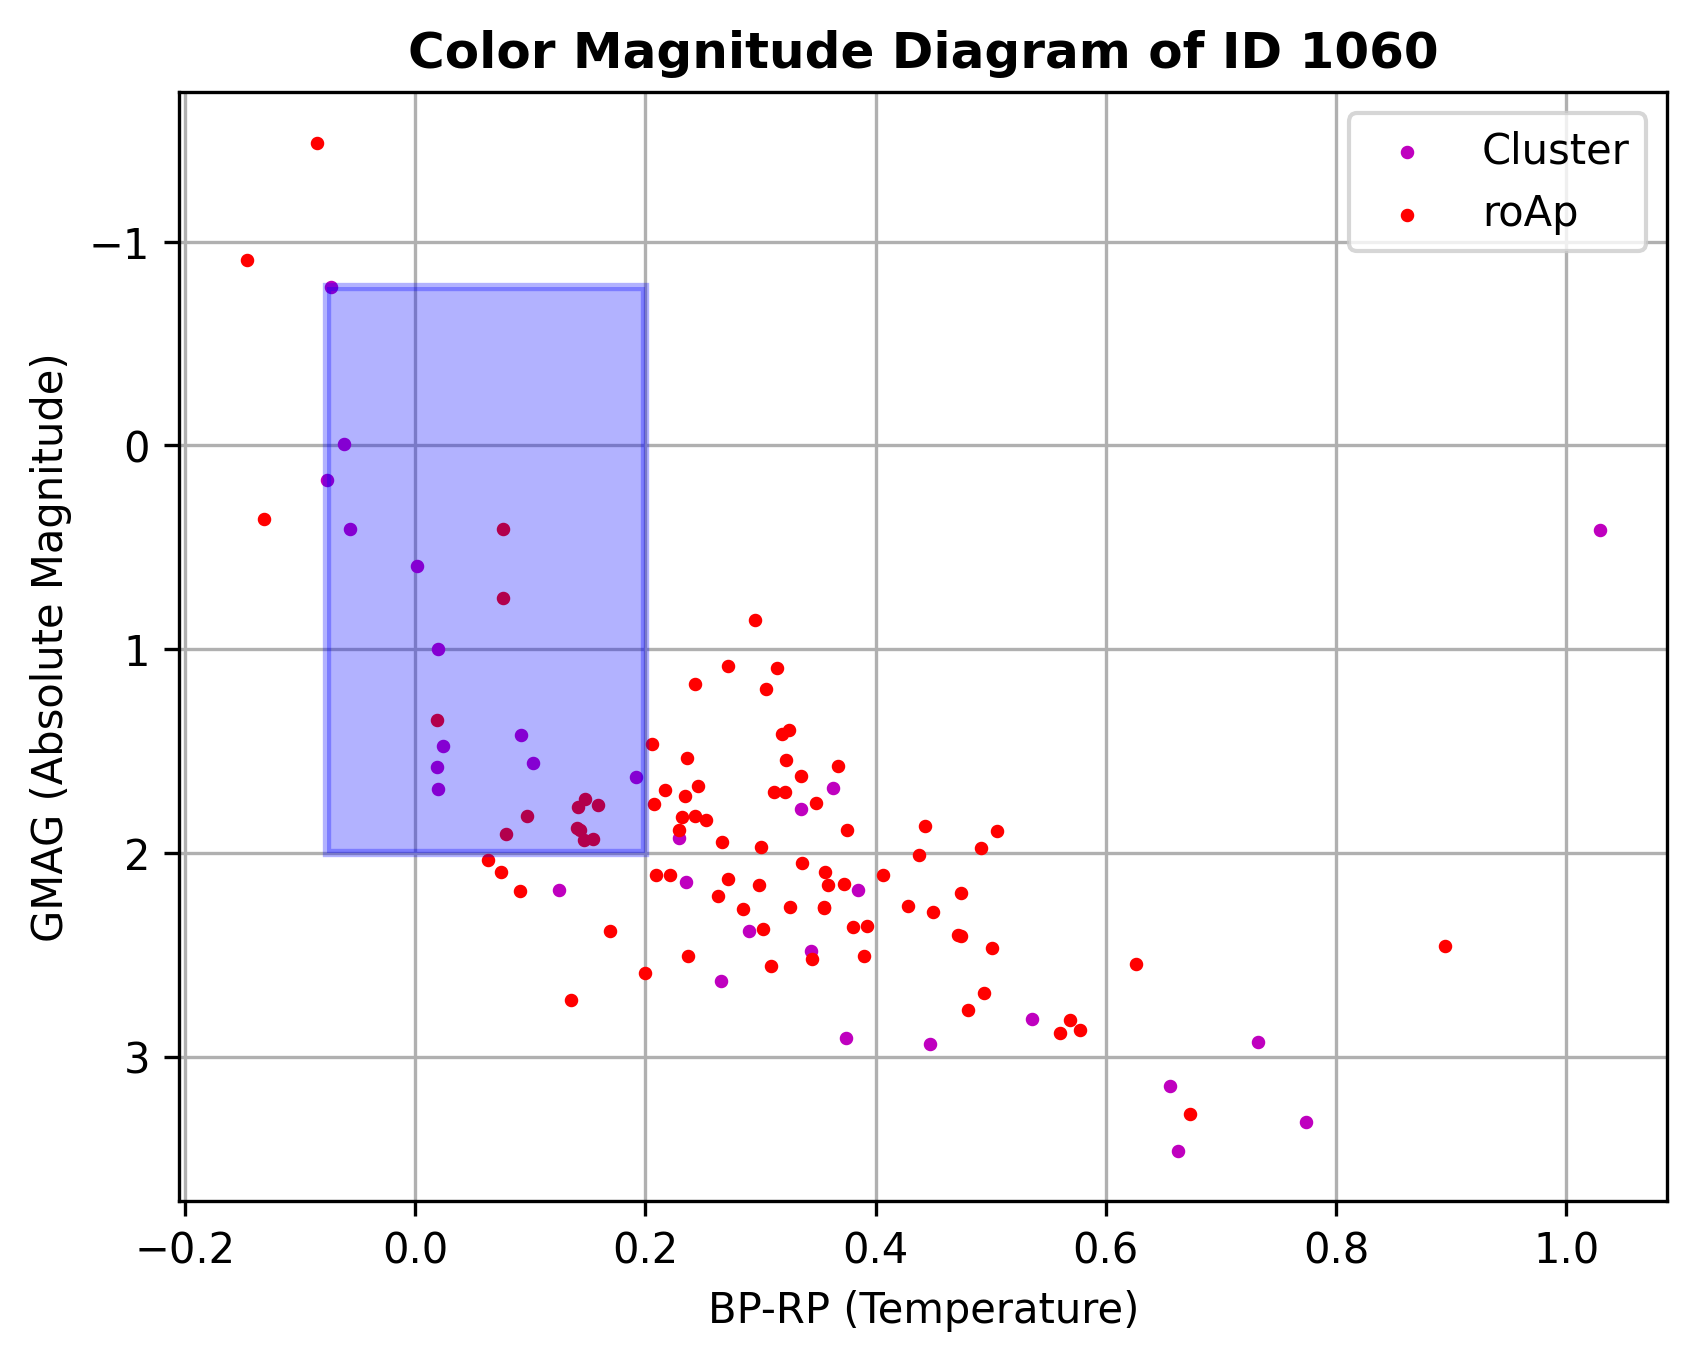 Color Magnitude Diagram of ID 1060
Cluster
roAp
GMAG (Absolute Magnitude)
−1
0
1
2
3
−0.2 0.0 0.2 0.4 0.6 0.8 1.0
BP-RP (Temperature)